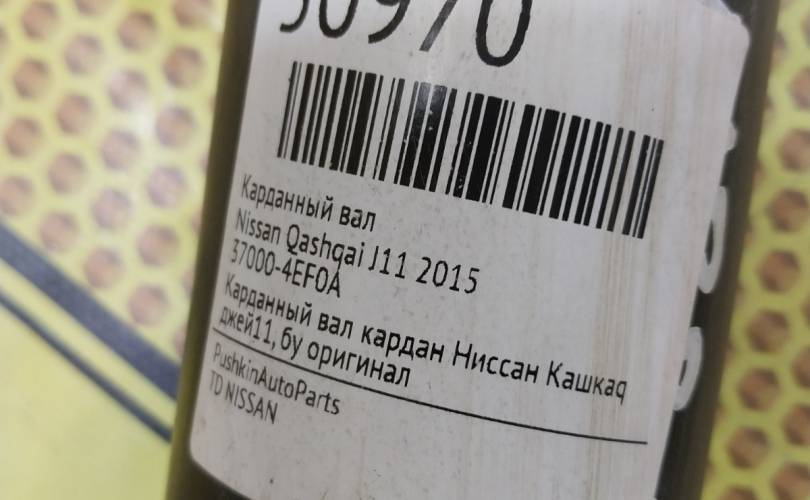 Карданный вал
Nissan Qashqai J11 2015
37000-4EF0A
Карданный вал кардан Ниссан Кашкаq
джей11, бу оригинал
PushkinAutoParts
TD NISSAN